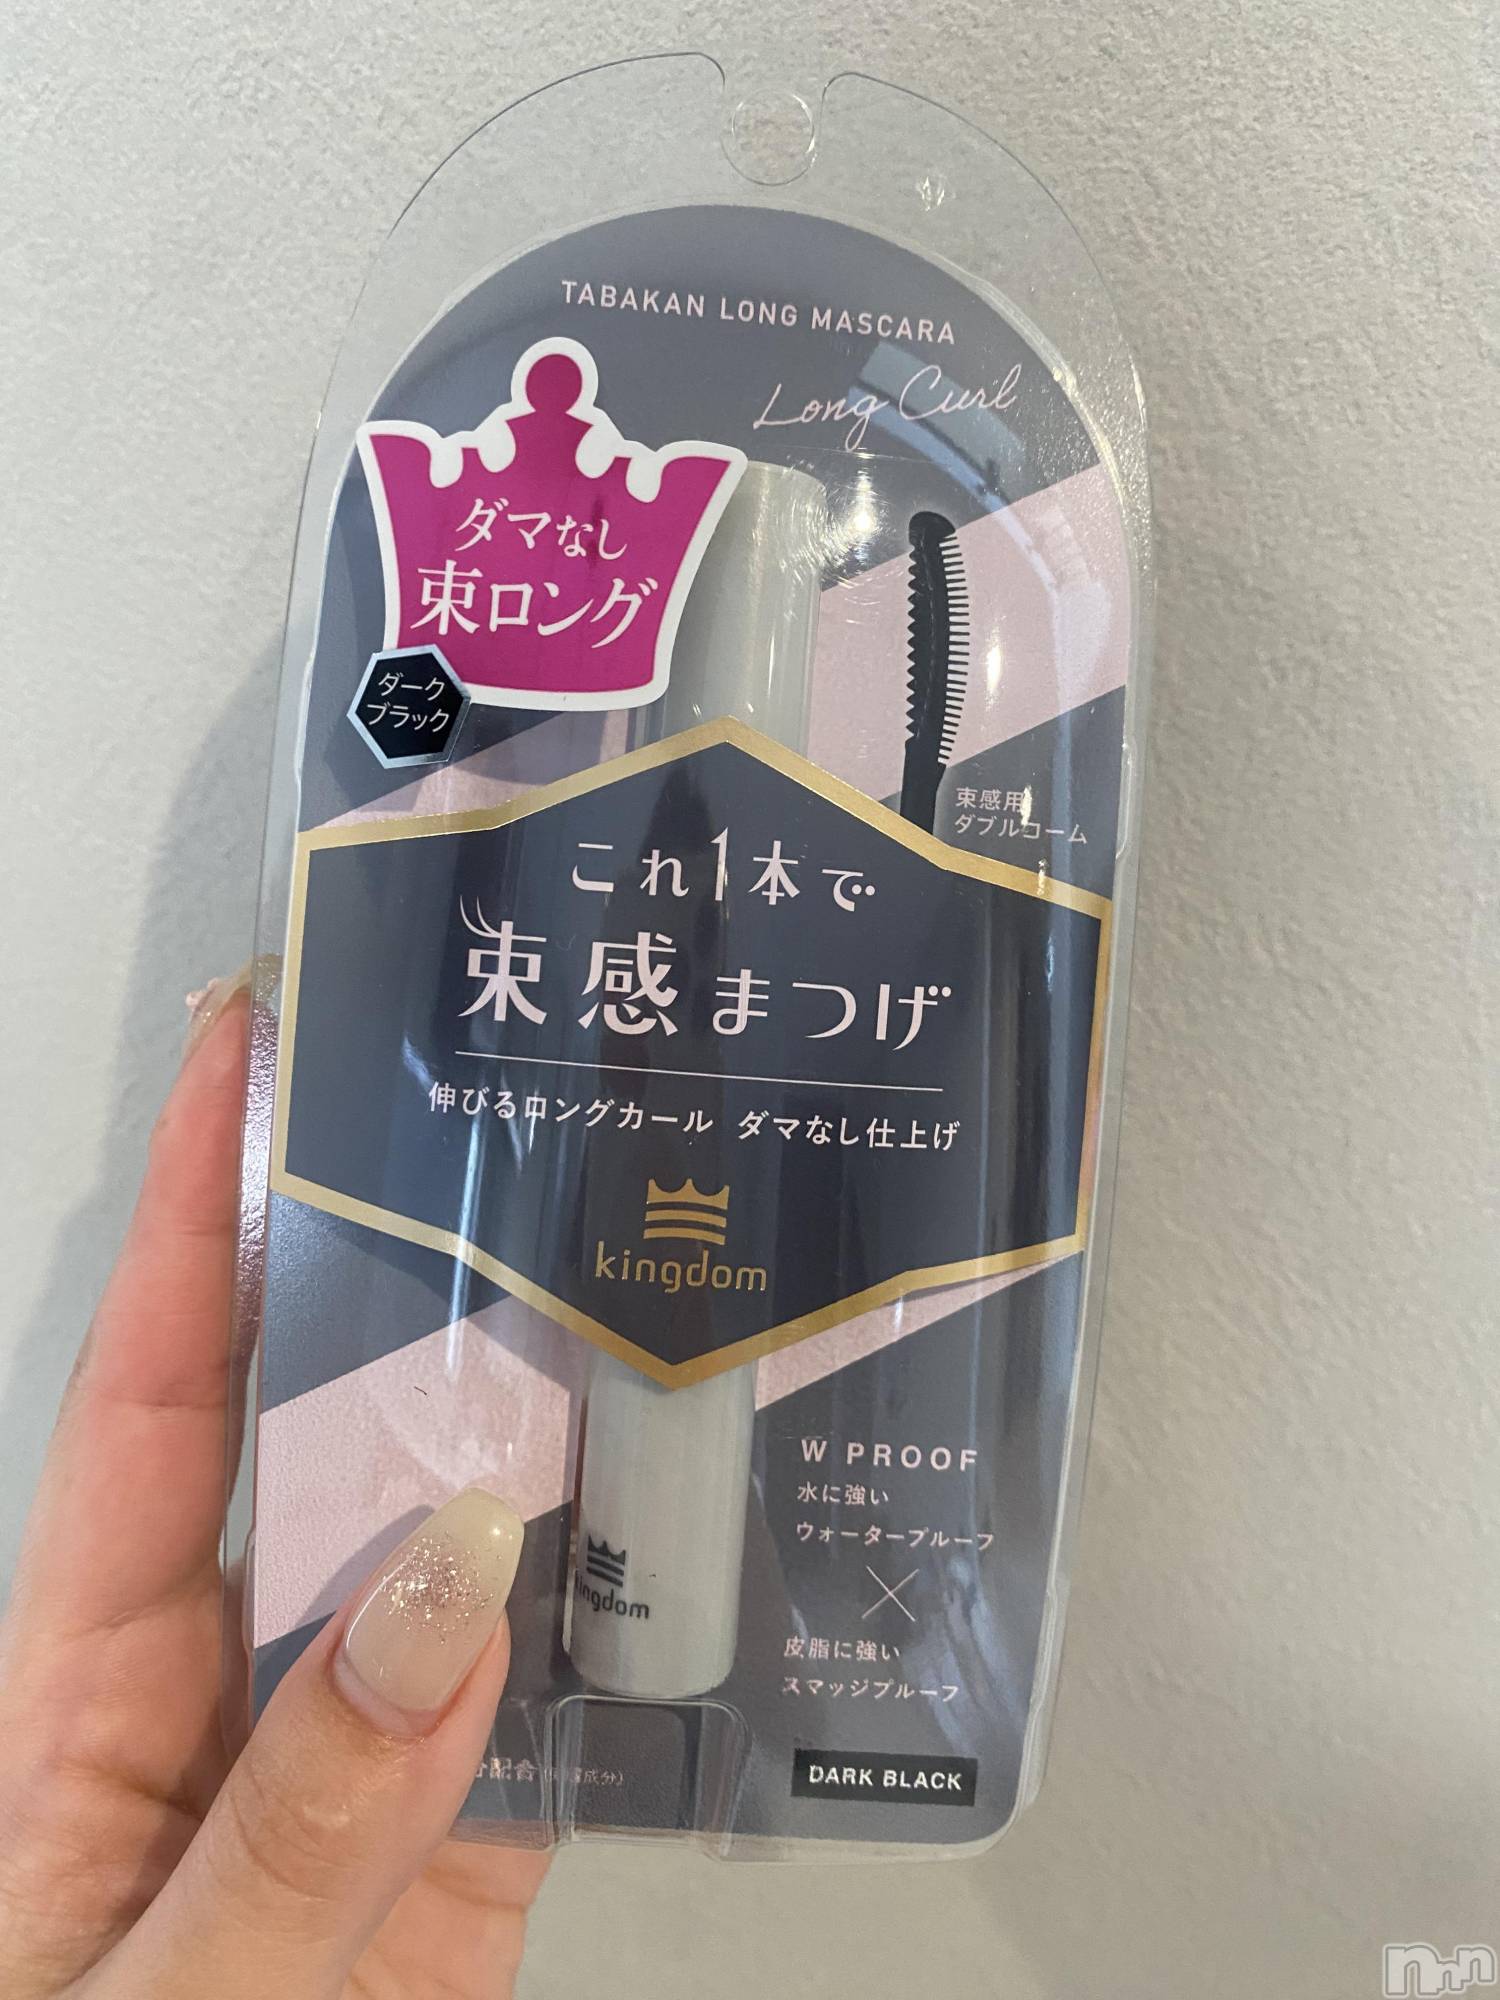 TABAKAN LONG MASCARA
Long Curl
ダマなし
束ロング
ダーク
ブラック
束感用
ダブルコーム
これ1本で
束感まつげ
伸びるロングカール ダマなし仕上げ
kingdom
W PROOF
水に強い
ウォータープルーフ
×
皮脂に強い
スマッジプルーフ
kingdom
DARK BLACK